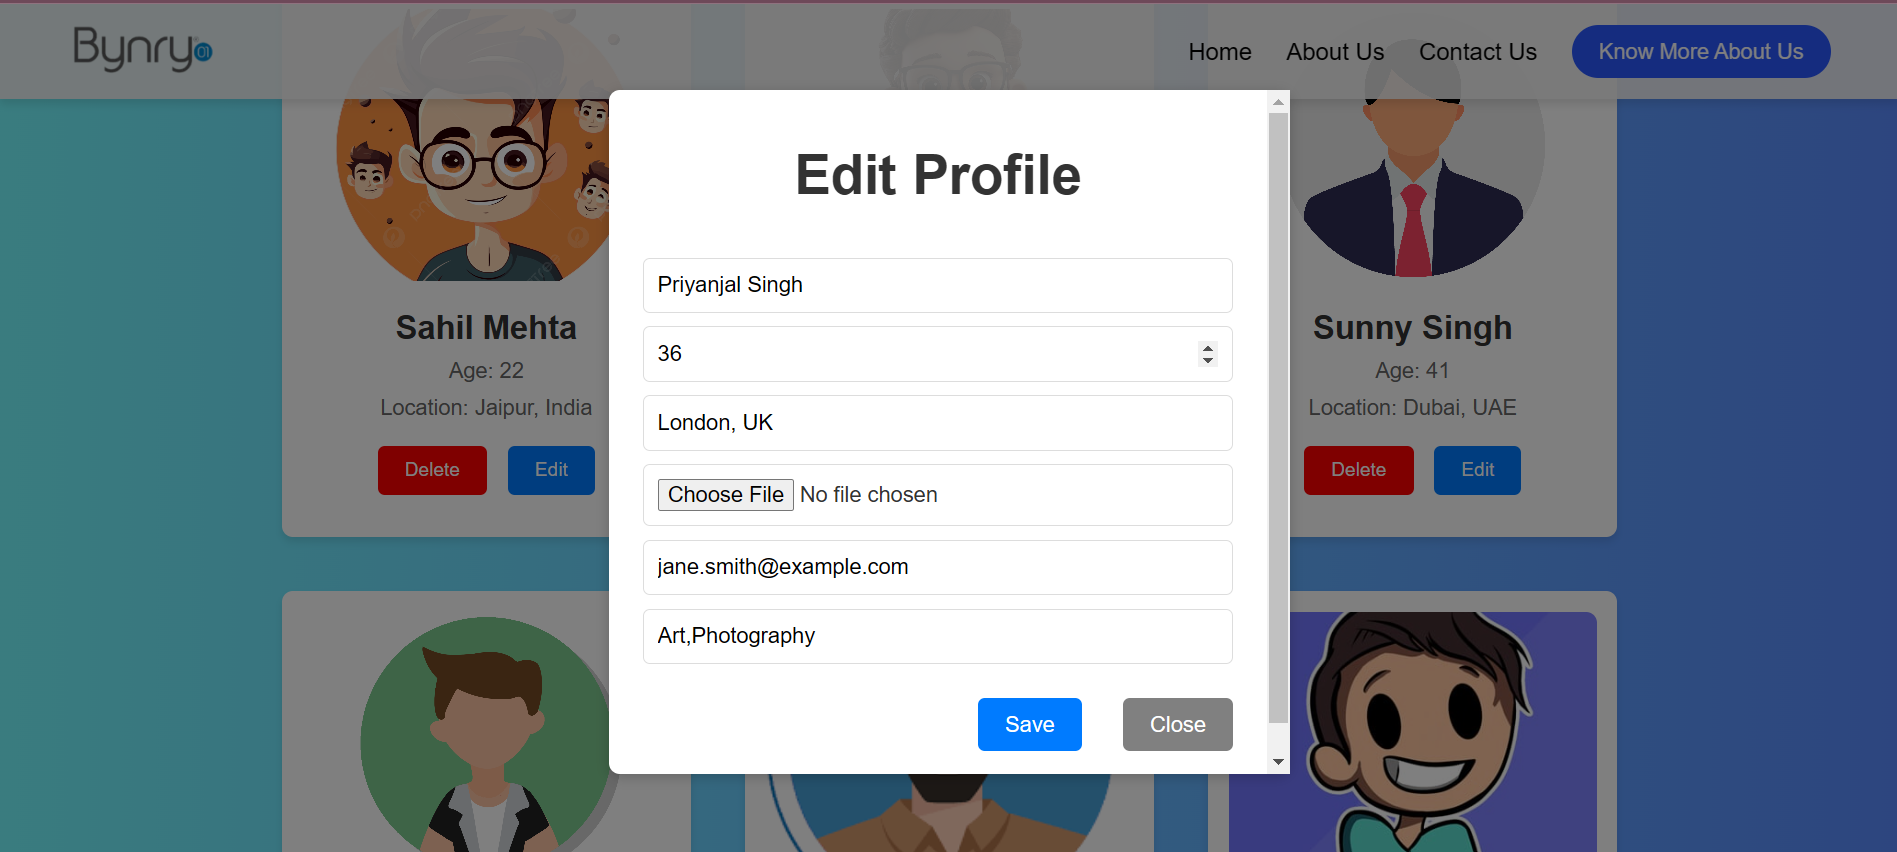 Bynry 01
Home About Us Contact Us Know More About Us
Edit Profile
Priyanjal Singh
36
London, UK
Choose File No file chosen
jane.smith@example.com
Art,Photography
Save Close
Sahil Mehta
Age: 22
Location: Jaipur, India
Delete Edit
Sunny Singh
Age: 41
Location: Dubai, UAE
Delete Edit